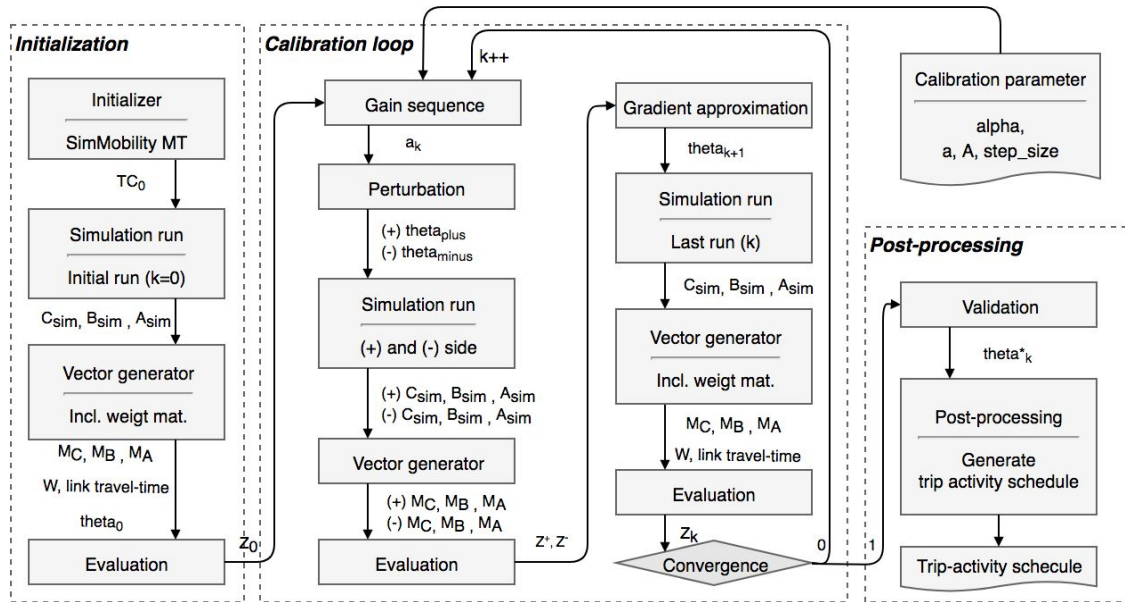 Initialization
Initializer
SimMobility MT
TC0
Simulation run
Initial run (k=0)
Csim, Bsim , Asim
Vector generator
Incl. weigt mat.
MC, MB , MA
W, link travel-time
theta0
Evaluation
Z0
Calibration loop
k++
Gain sequence
ak
Perturbation
(+) thetaplus
(-) thetaminus
Simulation run
(+) and (-) side
(+) Csim, Bsim , Asim
(-) Csim, Bsim , Asim
Vector generator
(+) MC, MB , MA
(-) MC, MB , MA
Evaluation
Z+, Z-
Gradient approximation
thetak+1
Simulation run
Last run (k)
Csim, Bsim , Asim
Vector generator
Incl. weigt mat.
MC, MB , MA
W, link travel-time
Evaluation
Zk
Convergence
0
1
Calibration parameter
alpha,
a, A, step_size
Post-processing
Validation
theta*k
Post-processing
Generate
trip activity schedule
Trip-activity schecule